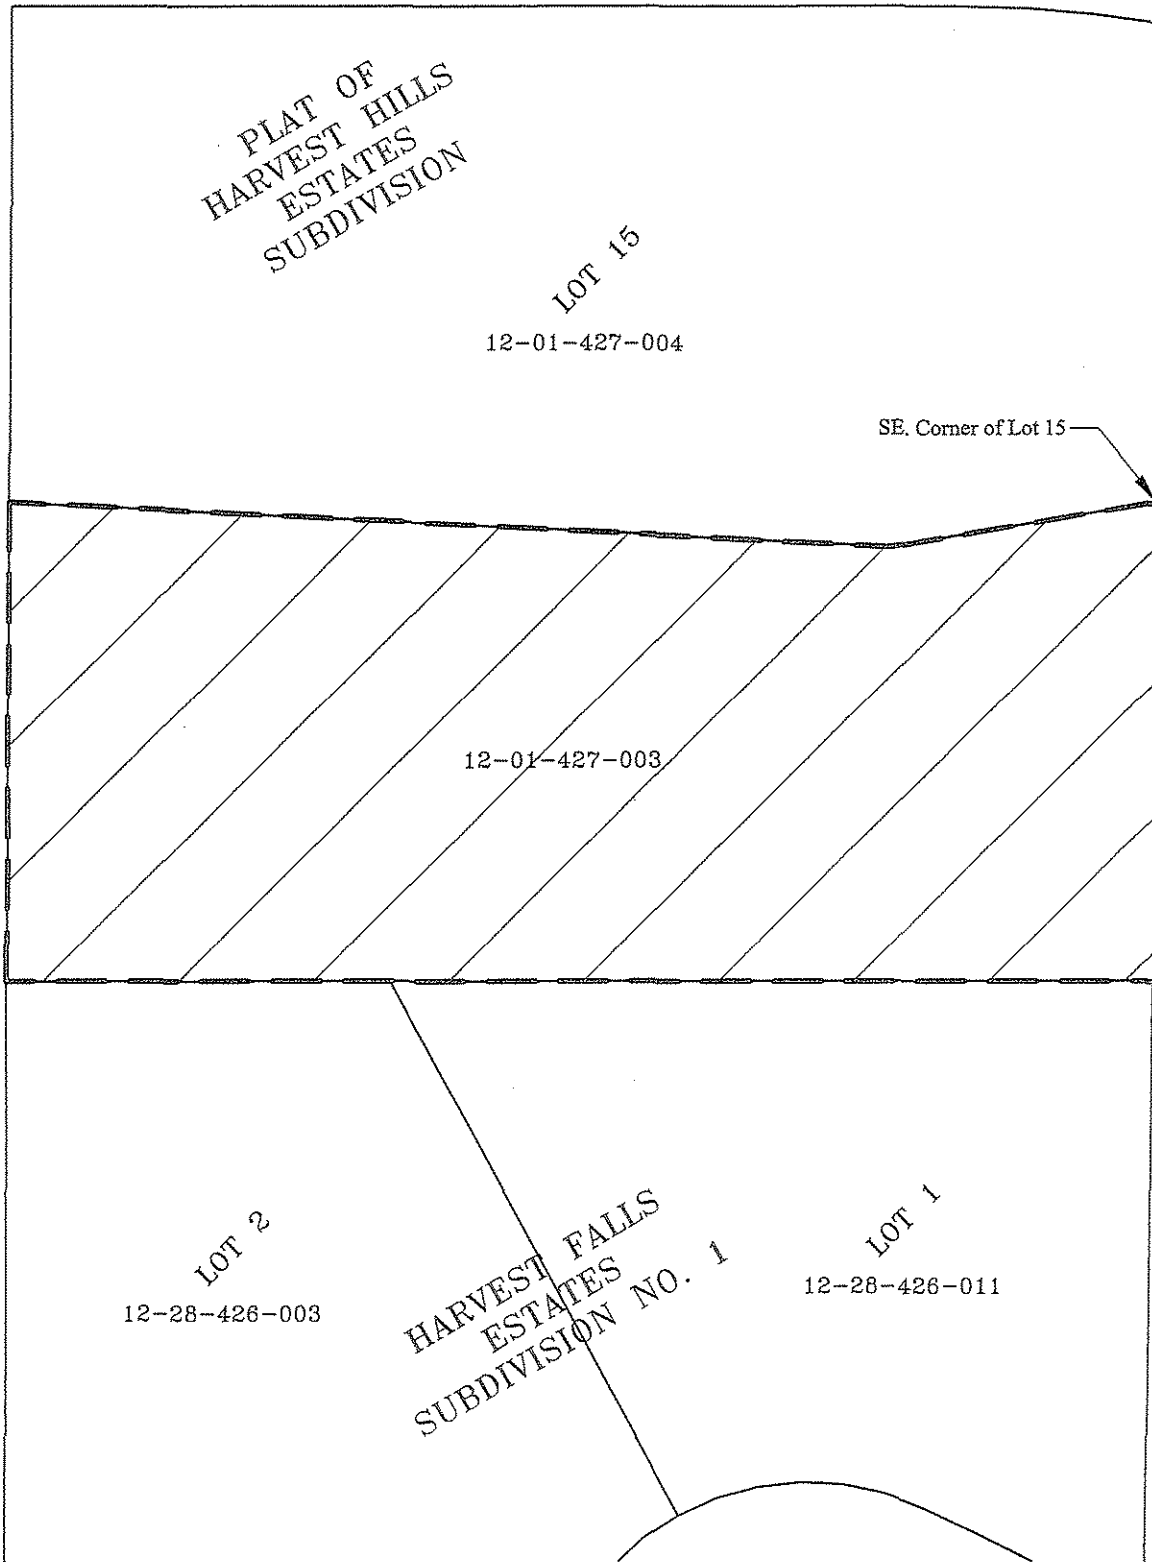 PLAT OF
HARVEST HILLS
ESTATES
SUBDIVISION
LOT 15
12-01-427-004
SE. Corner of Lot 15
12-01-427-003
LOT 2
12-28-426-003
HARVEST FALLS
ESTATES
SUBDIVISION NO. 1
LOT 1
12-28-426-011